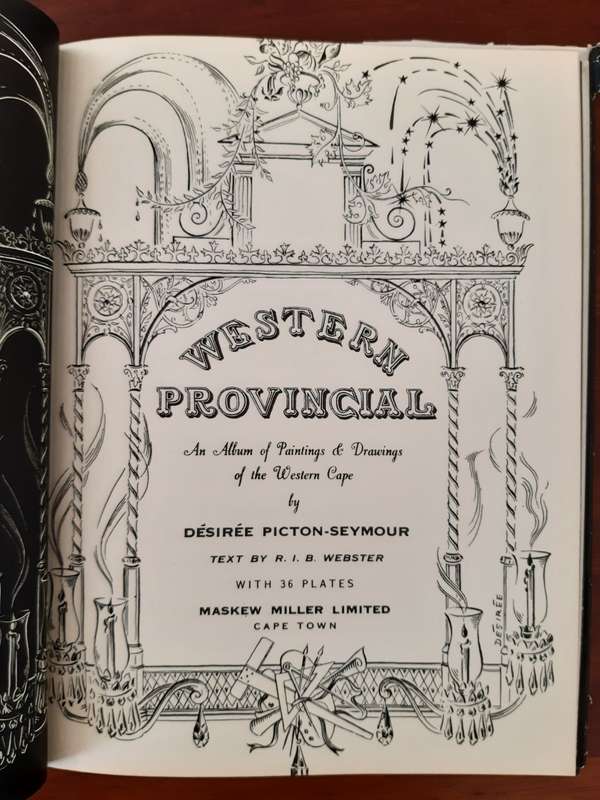 WESTERN
PROVINCIAL
An Album of Paintings & Drawings
of the Western Cape
by
DÉSIRÉE PICTON-SEYMOUR
TEXT BY R. I. B. WEBSTER
WITH 36 PLATES
MASKEW MILLER LIMITED
CAPE TOWN
DÉSIRÉE